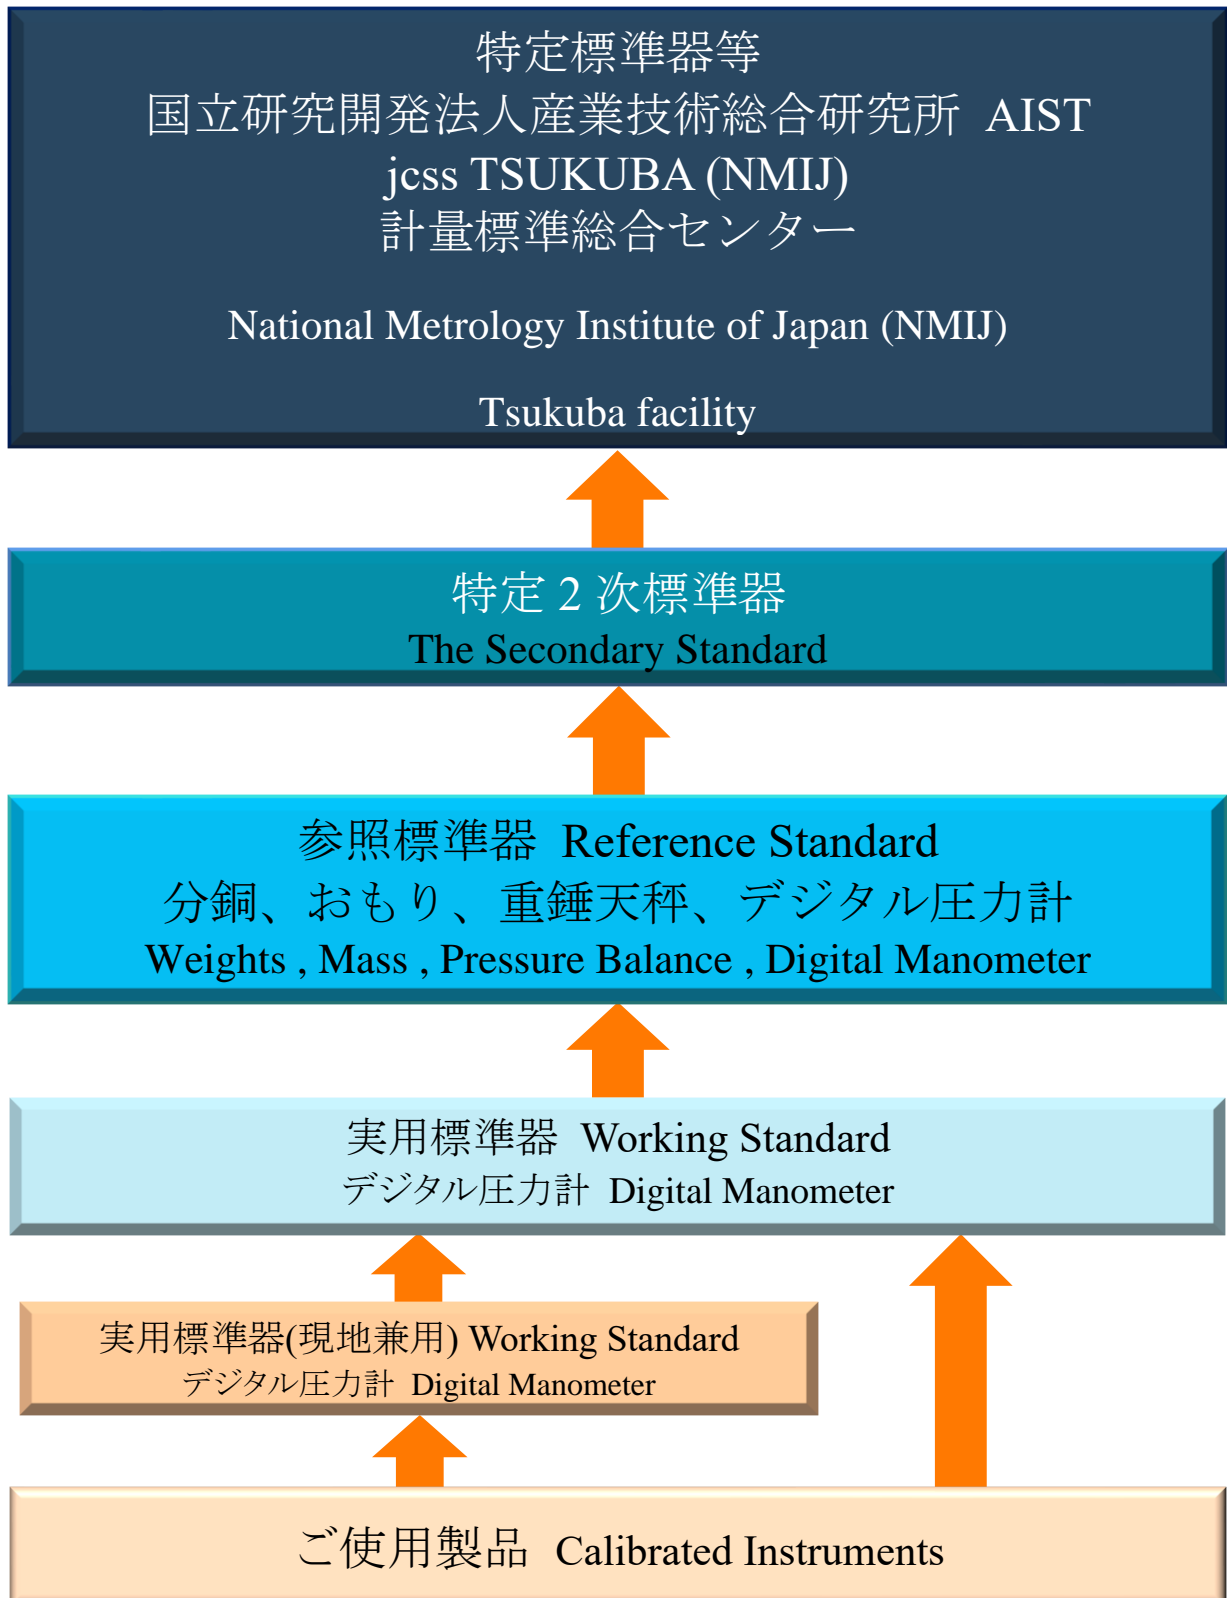 特定標準器等
国立研究開発法人産業技術総合研究所 AIST
jcss TSUKUBA (NMIJ)
計量標準総合センター
National Metrology Institute of Japan (NMIJ)
Tsukuba facility
特定 2 次標準器
The Secondary Standard
参照標準器 Reference Standard
分銅、おもり、重錘天秤、デジタル圧力計
Weights , Mass , Pressure Balance , Digital Manometer
実用標準器 Working Standard
デジタル圧力計 Digital Manometer
実用標準器(現地兼用) Working Standard
デジタル圧力計 Digital Manometer
ご使用製品 Calibrated Instruments